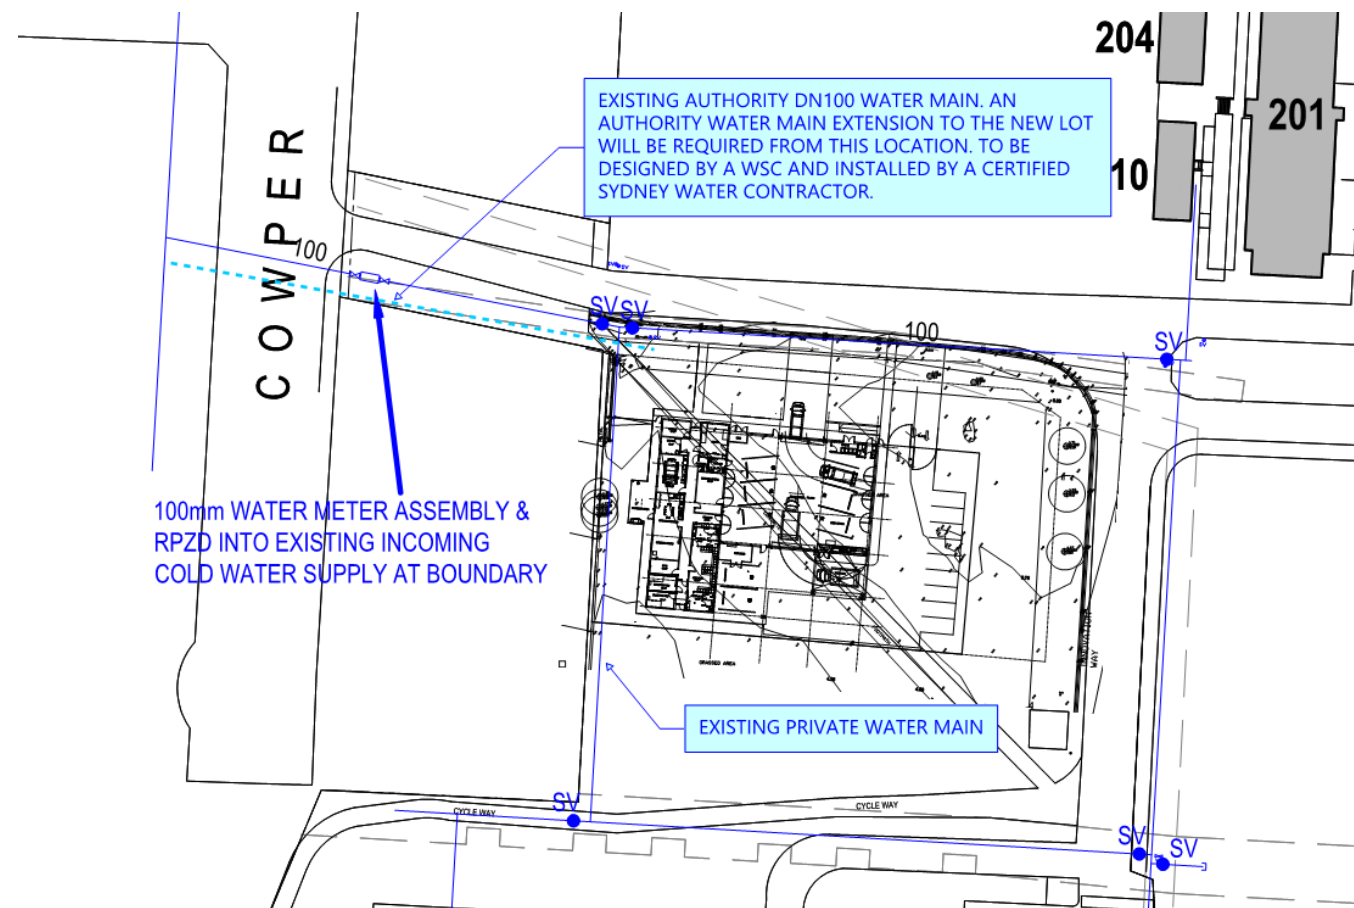 204
201
10
EXISTING AUTHORITY DN100 WATER MAIN. AN
AUTHORITY WATER MAIN EXTENSION TO THE NEW LOT
WILL BE REQUIRED FROM THIS LOCATION. TO BE
DESIGNED BY A WSC AND INSTALLED BY A CERTIFIED
SYDNEY WATER CONTRACTOR.
COWPER
100
SV SV
100
SV
100mm WATER METER ASSEMBLY &
RPZD INTO EXISTING INCOMING
COLD WATER SUPPLY AT BOUNDARY
GRASSED AREA
WAY
EXISTING PRIVATE WATER MAIN
SV
CYCLE WAY
CYCLE WAY
SV
SV